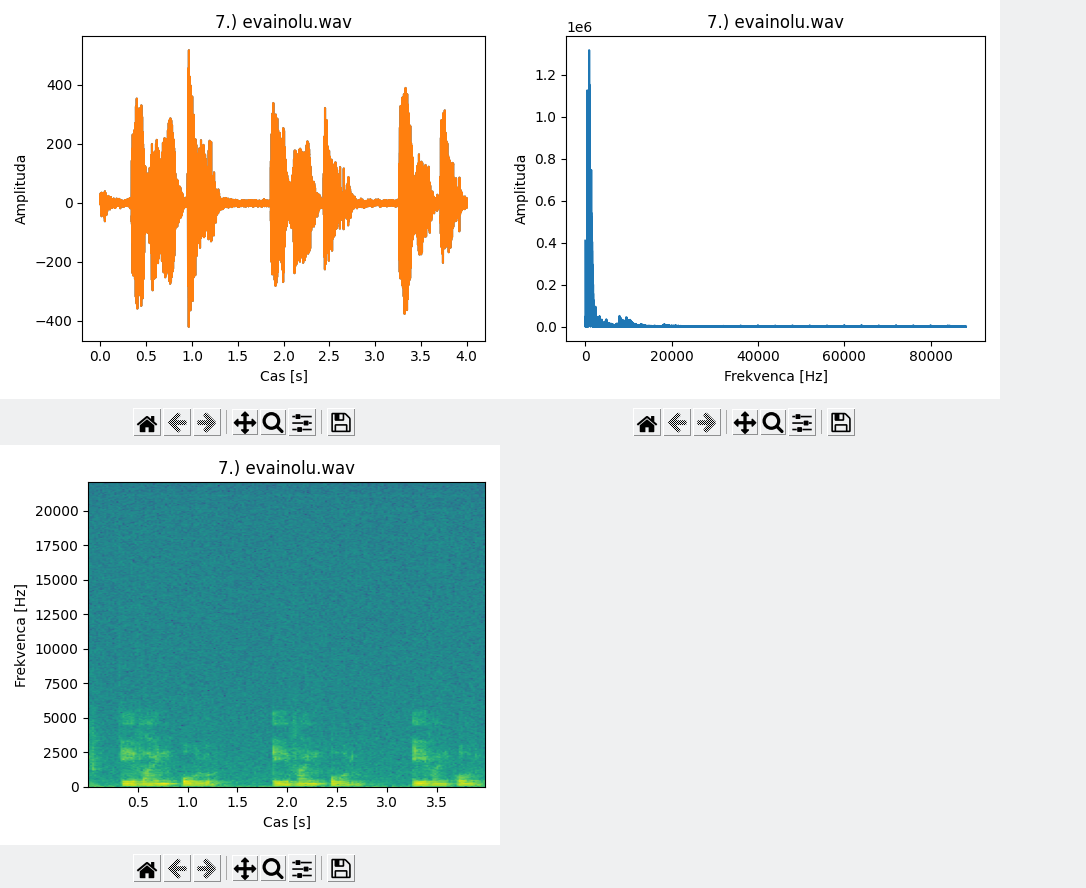 7.) evainolu.wav
400
200
0
−200
−400
Amplituda
0.0 0.5 1.0 1.5 2.0 2.5 3.0 3.5 4.0
Cas [s]
7.) evainolu.wav
1e6
1.2
1.0
0.8
0.6
0.4
0.2
0.0
Amplituda
0 20000 40000 60000 80000
Frekvenca [Hz]
7.) evainolu.wav
20000
17500
15000
12500
10000
7500
5000
2500
0
Frekvenca [Hz]
0.5 1.0 1.5 2.0 2.5 3.0 3.5
Cas [s]